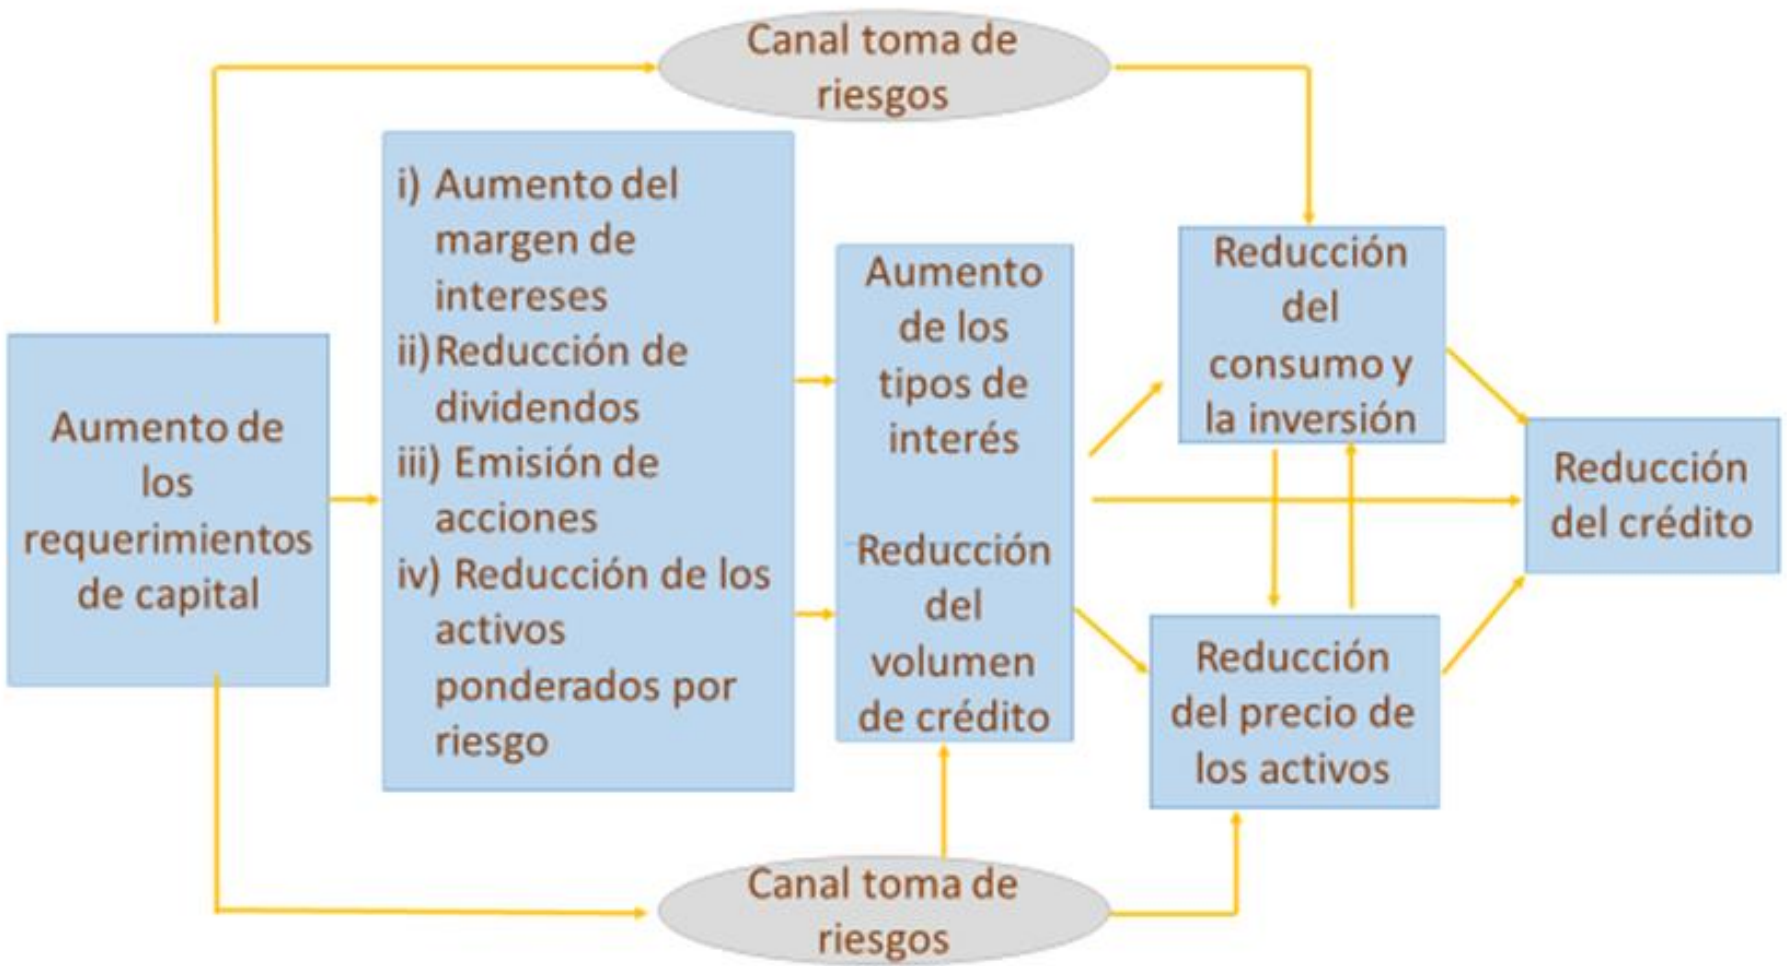 Canal toma de
riesgos
i) Aumento del
margen de
intereses
ii)Reducción de
dividendos
iii) Emisión de
acciones
iv) Reducción de los
activos
ponderados por
riesgo
Aumento de
los
requerimientos
de capital
Aumento
de los
tipos de
interés
Reducción
del
volumen
de crédito
Reducción
del
consumo y
la inversión
Reducción
del crédito
Reducción
del precio de
los activos
Canal toma de
riesgos